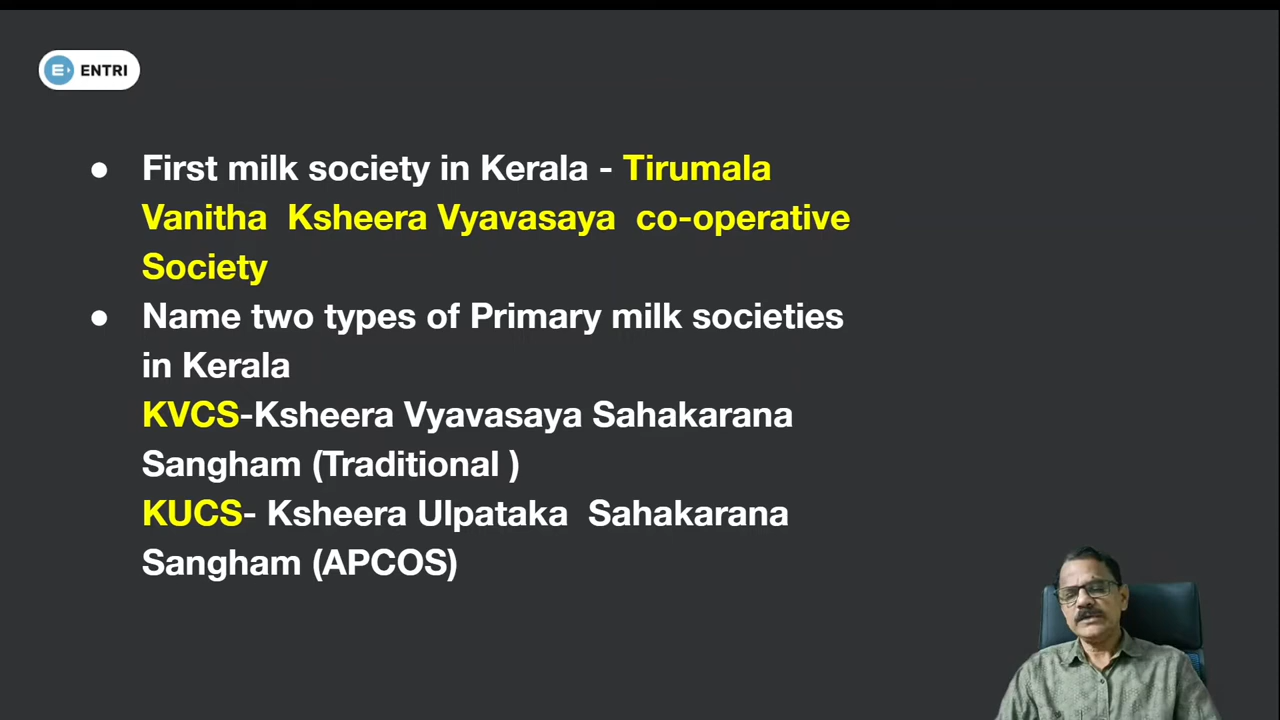 ENTRI
● First milk society in Kerala - Tirumala
Vanitha Ksheera Vyavasaya co-operative
Society
● Name two types of Primary milk societies
in Kerala
KVCS-Ksheera Vyavasaya Sahakarana
Sangham (Traditional )
KUCS- Ksheera Ulpataka Sahakarana
Sangham (APCOS)